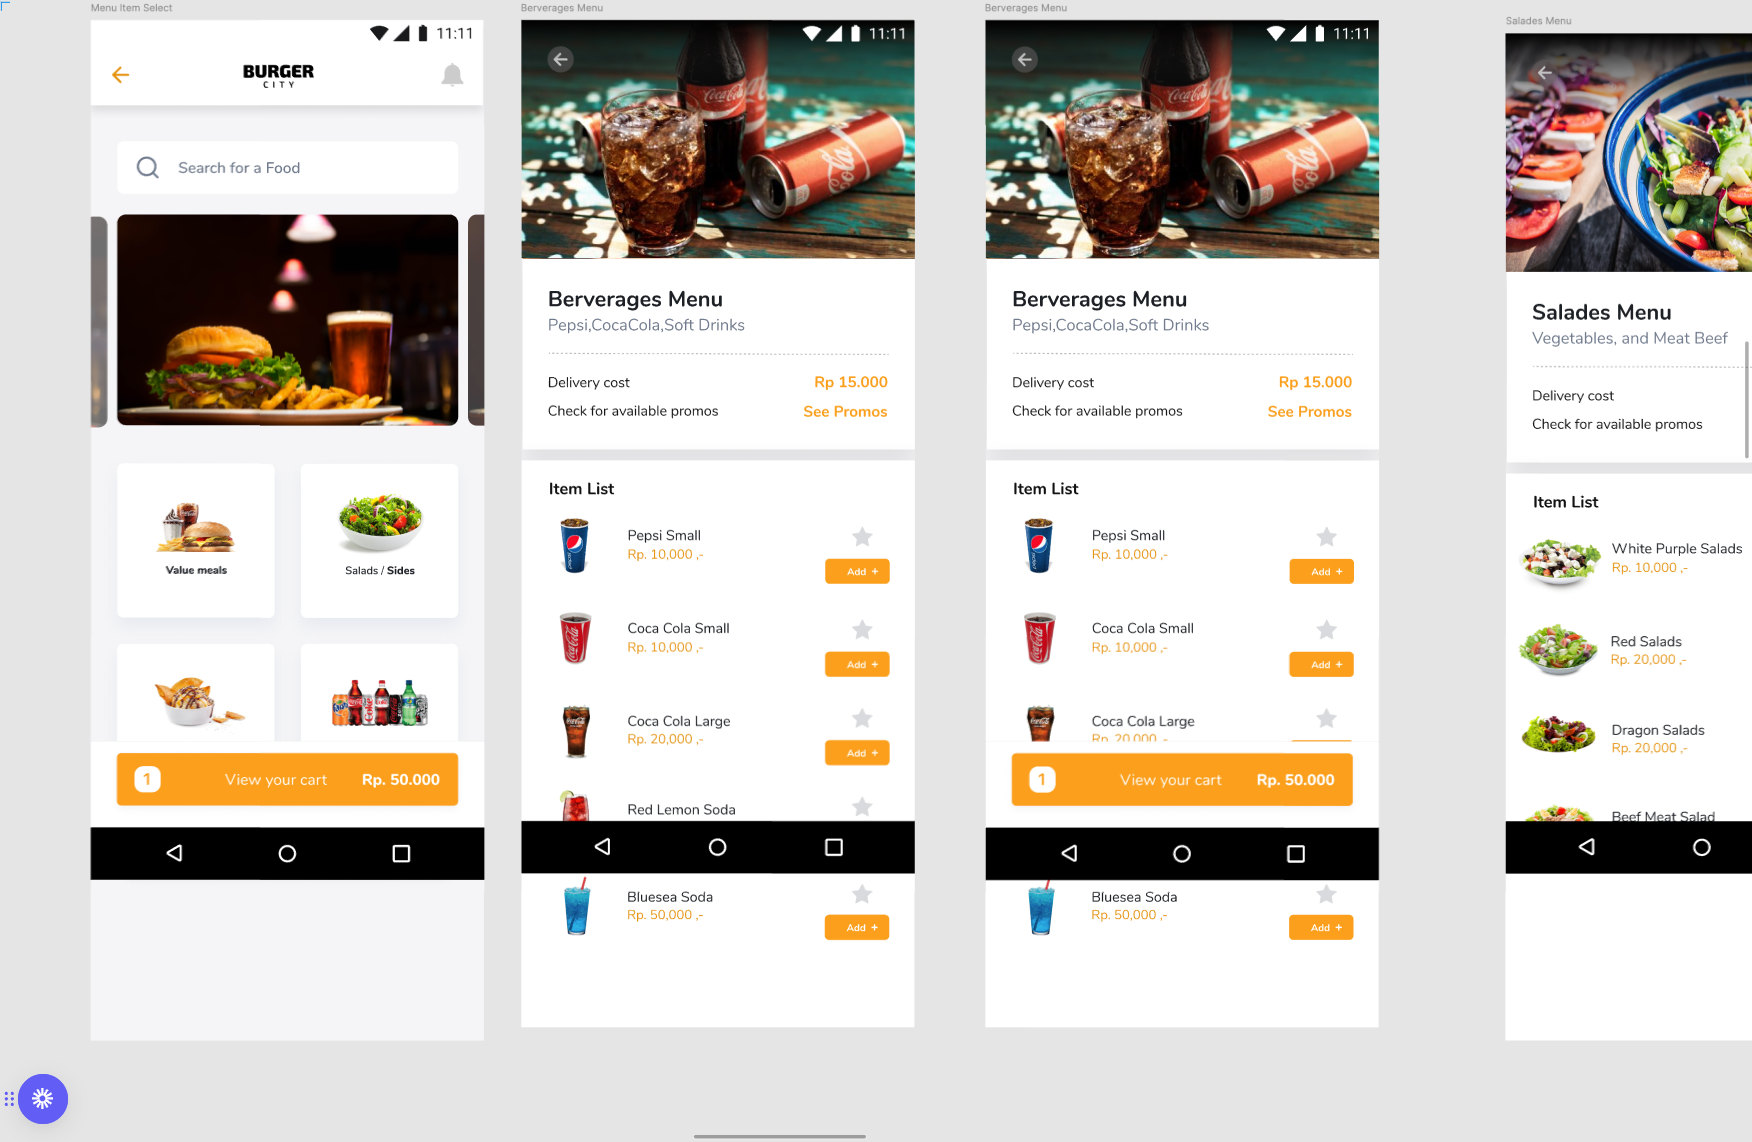 Menu Item Select
11:11
BURGER
CITY
Search for a Food
Value meals
Salads / Sides
1 View your cart Rp. 50.000
Berverages Menu
11:11
Coca-Cola
Berverages Menu
Pepsi,CocaCola,Soft Drinks
Delivery cost Rp 15.000
Check for available promos See Promos
Item List
Pepsi Small
Rp. 10,000 ,-
Add +
Coca Cola Small
Rp. 10,000 ,-
Add +
Coca Cola Large
Rp. 20,000 ,-
Add +
Red Lemon Soda
Bluesea Soda
Rp. 50,000 ,-
Add +
Berverages Menu
11:11
Coca-Cola
Berverages Menu
Pepsi,CocaCola,Soft Drinks
Delivery cost Rp 15.000
Check for available promos See Promos
Item List
Pepsi Small
Rp. 10,000 ,-
Add +
Coca Cola Small
Rp. 10,000 ,-
Add +
Coca Cola Large
Rp. 20,000 ,-
1 View your cart Rp. 50.000
Bluesea Soda
Rp. 50,000 ,-
Add +
Salades Menu
Salades Menu
Vegetables, and Meat Beef
Delivery cost
Check for available promos
Item List
White Purple Salads
Rp. 10,000 ,-
Red Salads
Rp. 20,000 ,-
Dragon Salads
Rp. 20,000 ,-
Beef Meat Salad